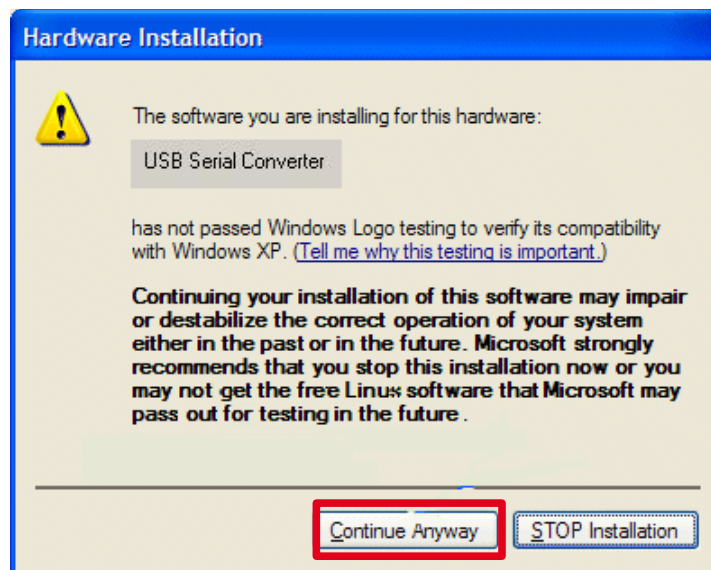 Hardware Installation
The software you are installing for this hardware:
USB Serial Converter
has not passed Windows Logo testing to verify its compatibility
with Windows XP. (Tell me why this testing is important.)
Continuing your installation of this software may impair
or destabilize the correct operation of your system
either in the past or in the future. Microsoft strongly
recommends that you stop this installation now or you
may not get the free Linus software that Microsoft may
pass out for testing in the future.
Continue Anyway
STOP Installation